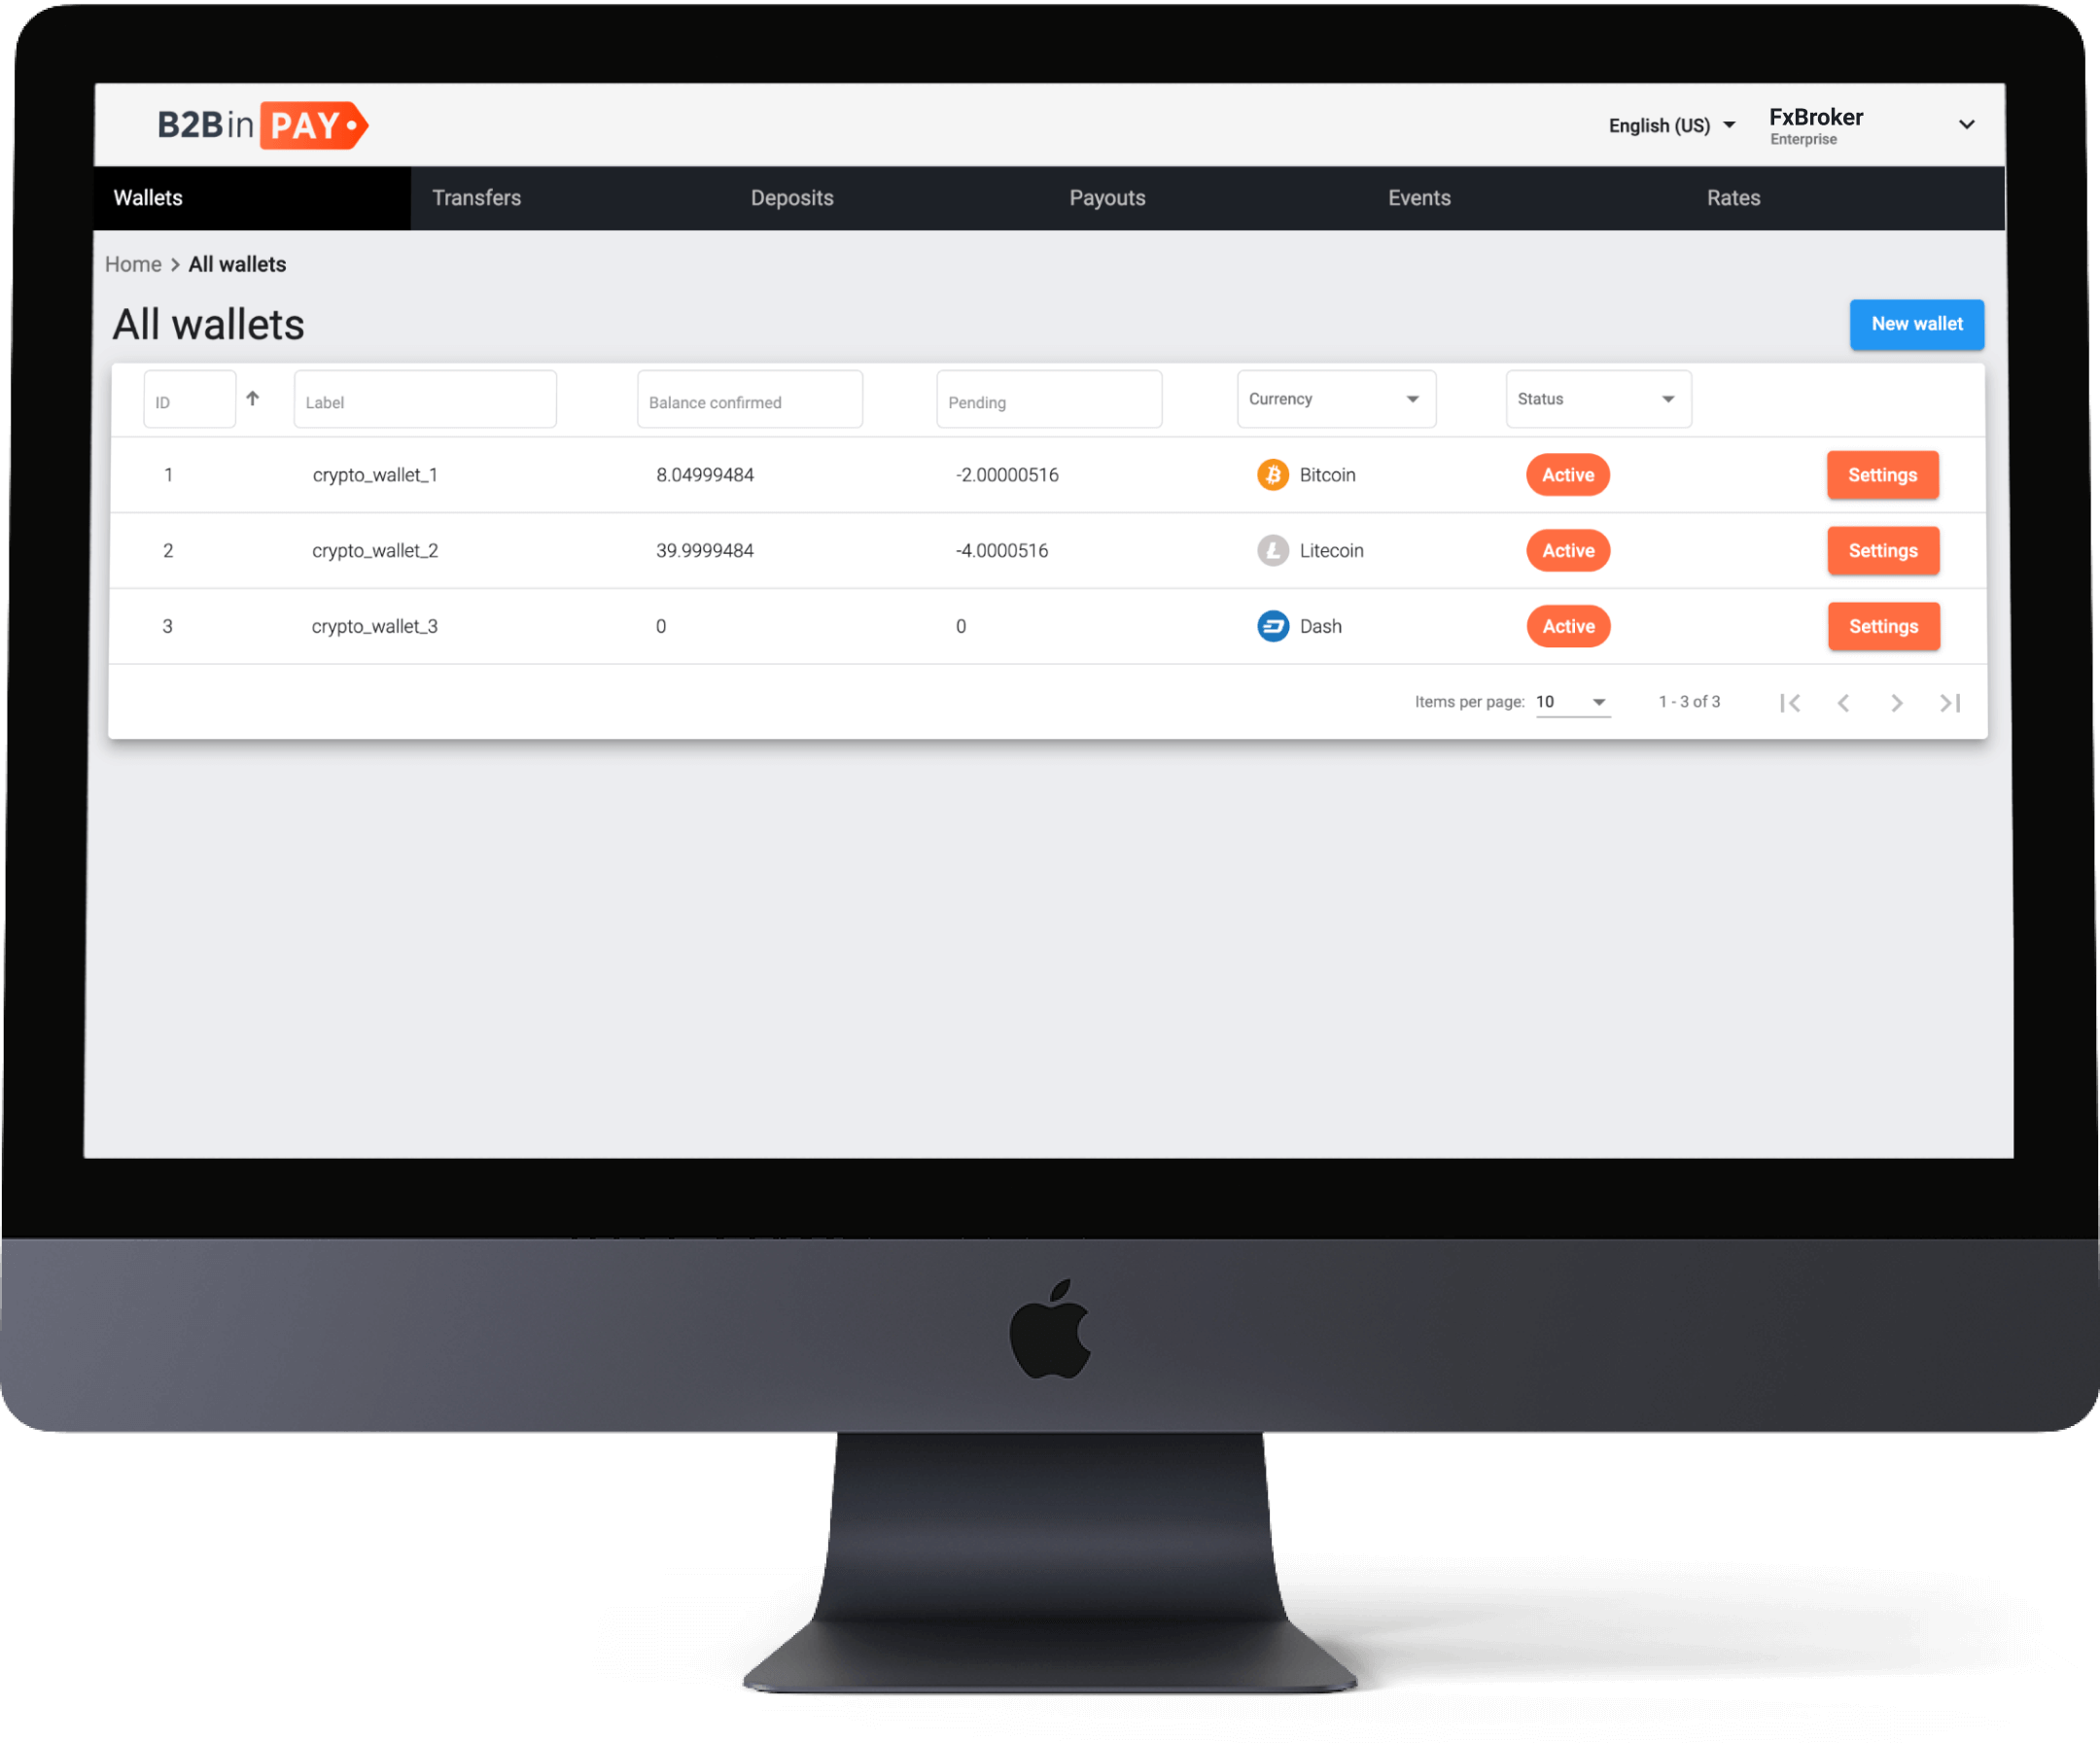 B2Bin PAY English (US) FxBroker
Enterprise
Wallets Transfers Deposits Payouts Events Rates
Home > All wallets
All wallets New wallet
ID Label Balance confirmed Pending Currency Status
1 crypto_wallet_1 8.04999484 -2.00000516 Bitcoin Active Settings
2 crypto_wallet_2 39.9999484 -4.0000516 Litecoin Active Settings
3 crypto_wallet_3 0 0 Dash Active Settings
Items per page: 10 1 - 3 of 3